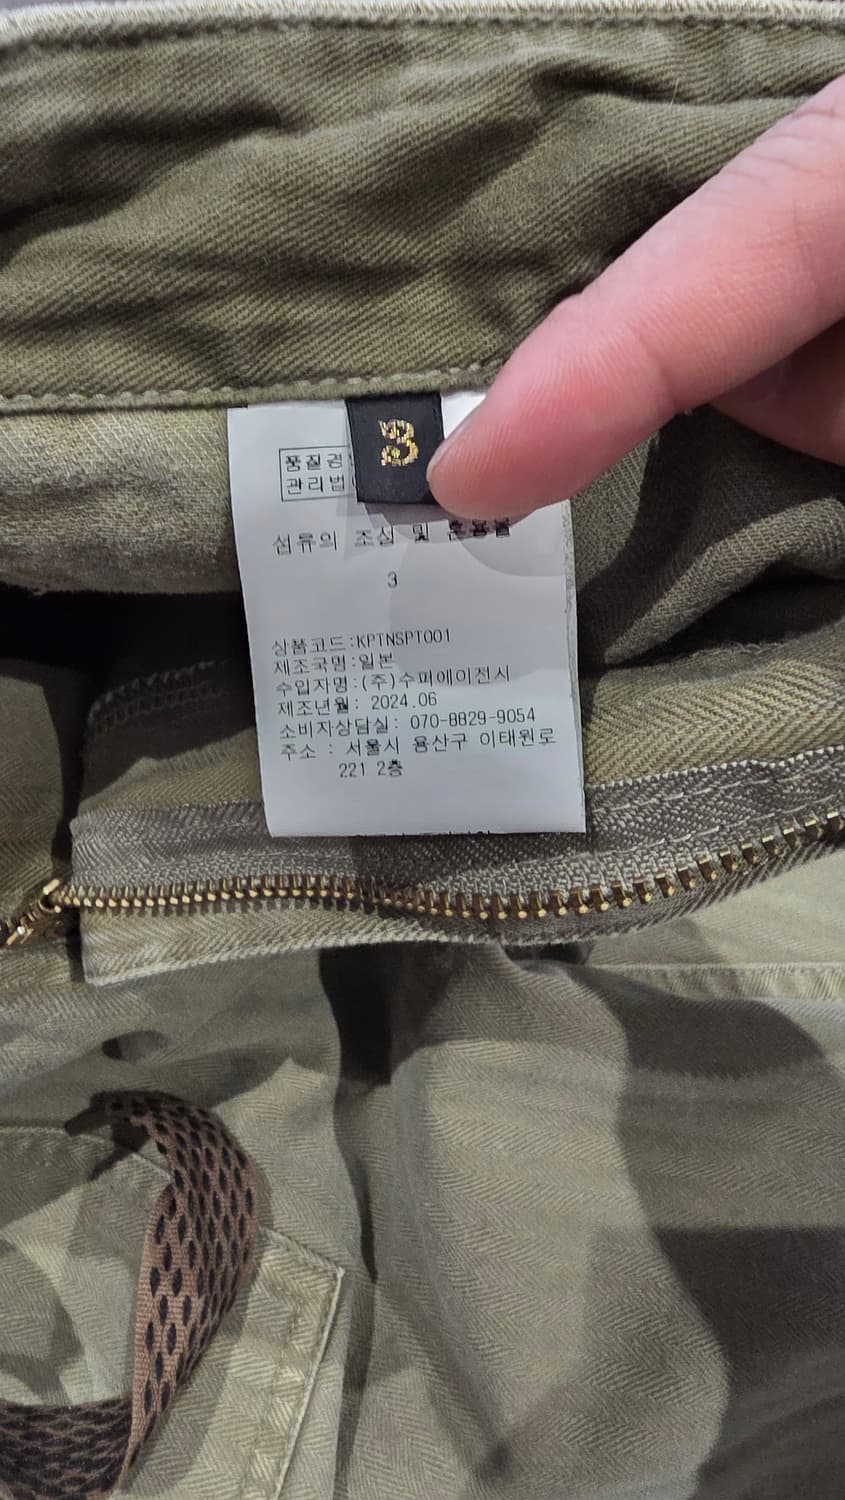 3
품질경
관리법
섬유의 조성 및 혼용율
3
상품코드:KPTNSPT001
제조국명:일본
수입자명:(주)수퍼에이전시
제조년월: 2024.06
소비자상담실: 070-8829-9054
주소 : 서울시 용산구 이태원로
221 2층